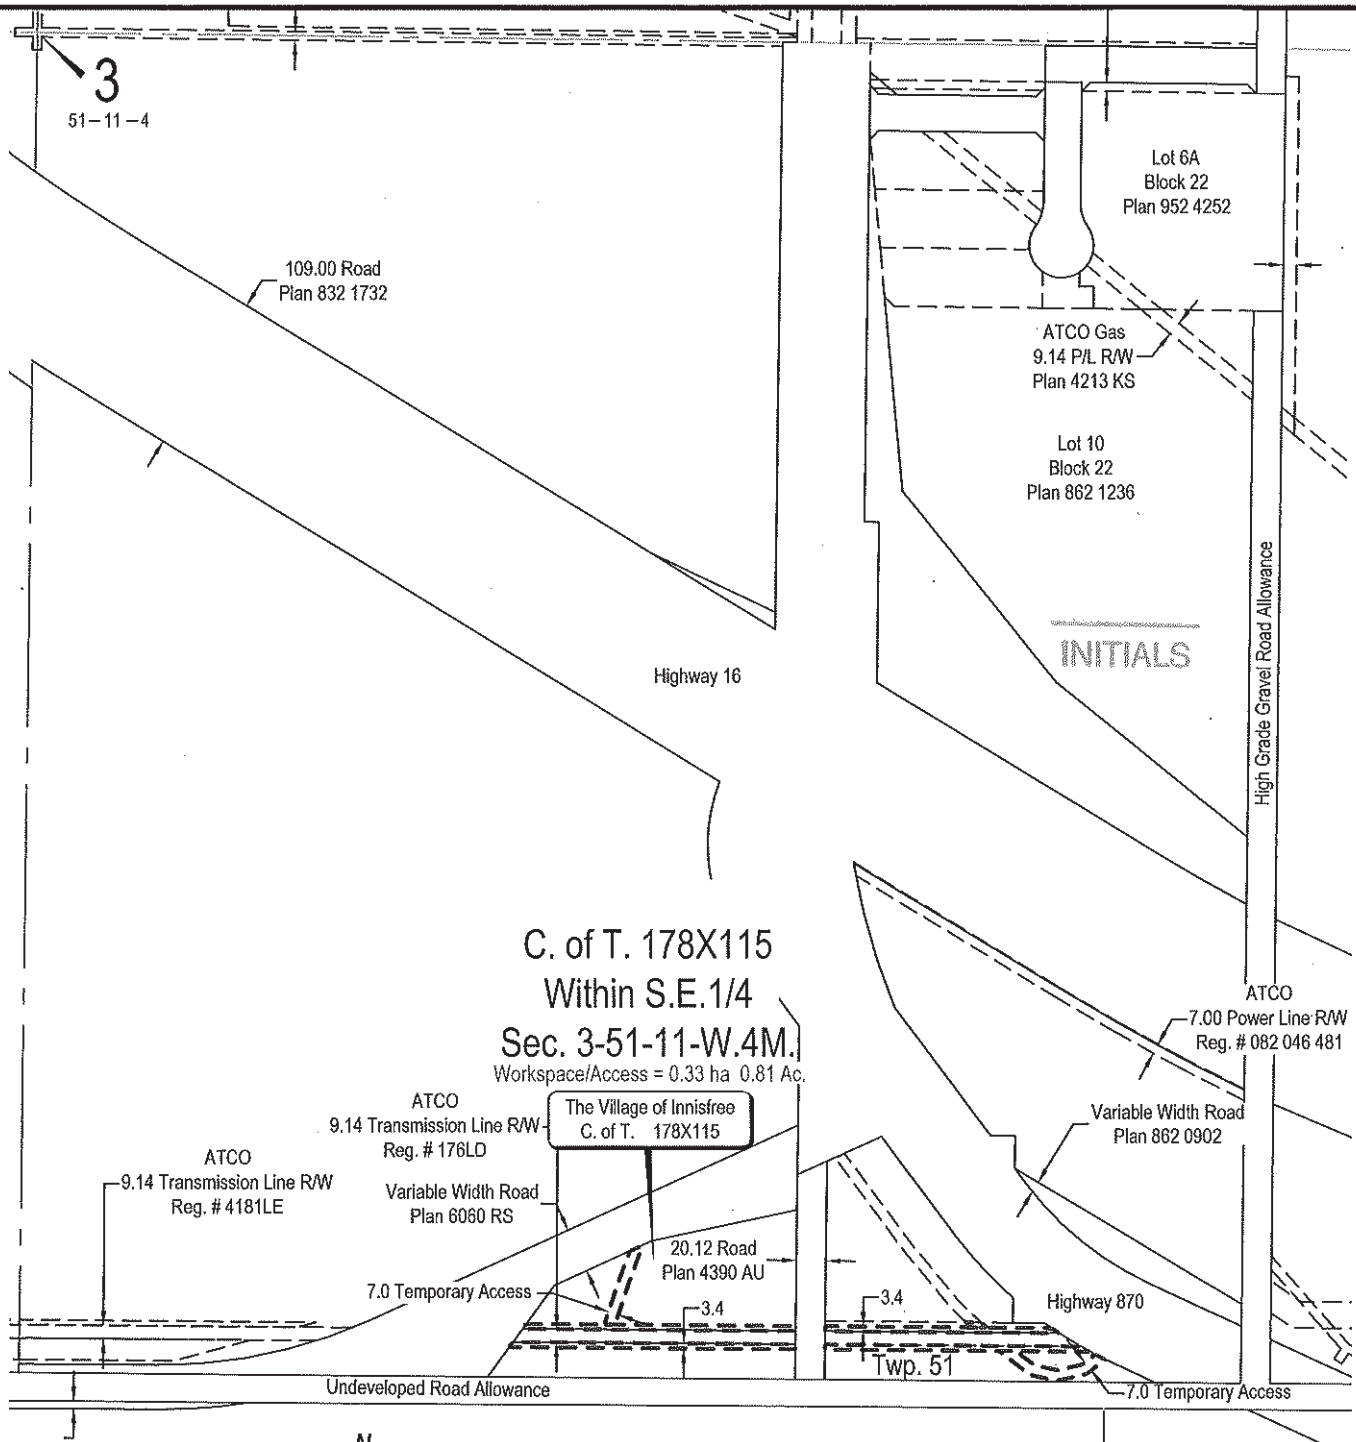 3
51-11-4
Lot 6A
Block 22
Plan 952 4252
109.00 Road
Plan 832 1732
ATCO Gas
9.14 P/L R/W
Plan 4213 KS
Lot 10
Block 22
Plan 862 1236
INITIALS
Highway 16
High Grade Gravel Road Allowance
C. of T. 178X115
Within S.E.1/4
Sec. 3-51-11-W.4M.
Workspace/Access = 0.33 ha 0.81 Ac.
ATCO
7.00 Power Line R/W
Reg. # 082 046 481
The Village of Innisfree
C. of T. 178X115
ATCO
9.14 Transmission Line R/W
Reg. # 176LD
Variable Width Road
Plan 862 0902
ATCO
9.14 Transmission Line R/W
Reg. # 4181LE
Variable Width Road
Plan 6060 RS
20.12 Road
Plan 4390 AU
7.0 Temporary Access
3.4
3.4
Highway 870
Twp. 51
Undeveloped Road Allowance
7.0 Temporary Access